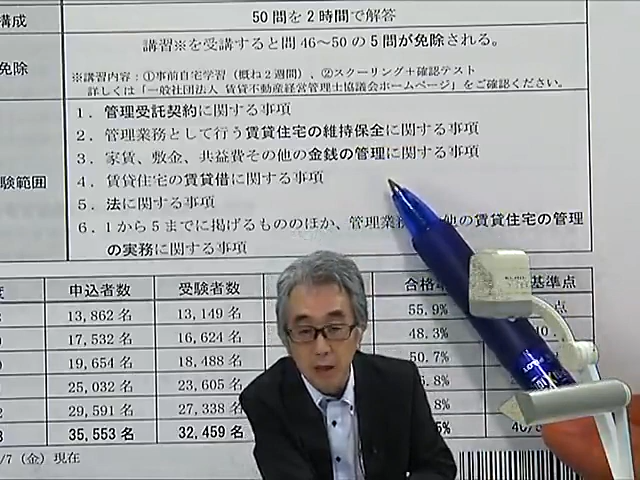 構成
50問を2時間で解答
免除
講習※を受講すると問46～50の5問が免除される。
※講習内容：①事前自宅学習（概ね2週間）、②スクーリング＋確認テスト
詳しくは「一般社団法人 賃貸不動産経営管理士協議会ホームページ」をご確認ください。
験範囲
1．管理受託契約に関する事項
2．管理業務として行う賃貸住宅の維持保全に関する事項
3．家賃、敷金、共益費その他の金銭の管理に関する事項
4．賃貸住宅の賃貸借に関する事項
5．法に関する事項
6．1から5までに掲げるもののほか、管理業務 他の賃貸住宅の管理
の実務に関する事項
度 申込者数 受験者数 合格 基準点
13,862名 13,149名 55.9% 点
17,532名 16,624名 48.3%
19,654名 18,488名 50.7%
25,032名 23,605名 .8%
29,591名 27,338名 %
35,553名 32,459名 %
/7（金）現在